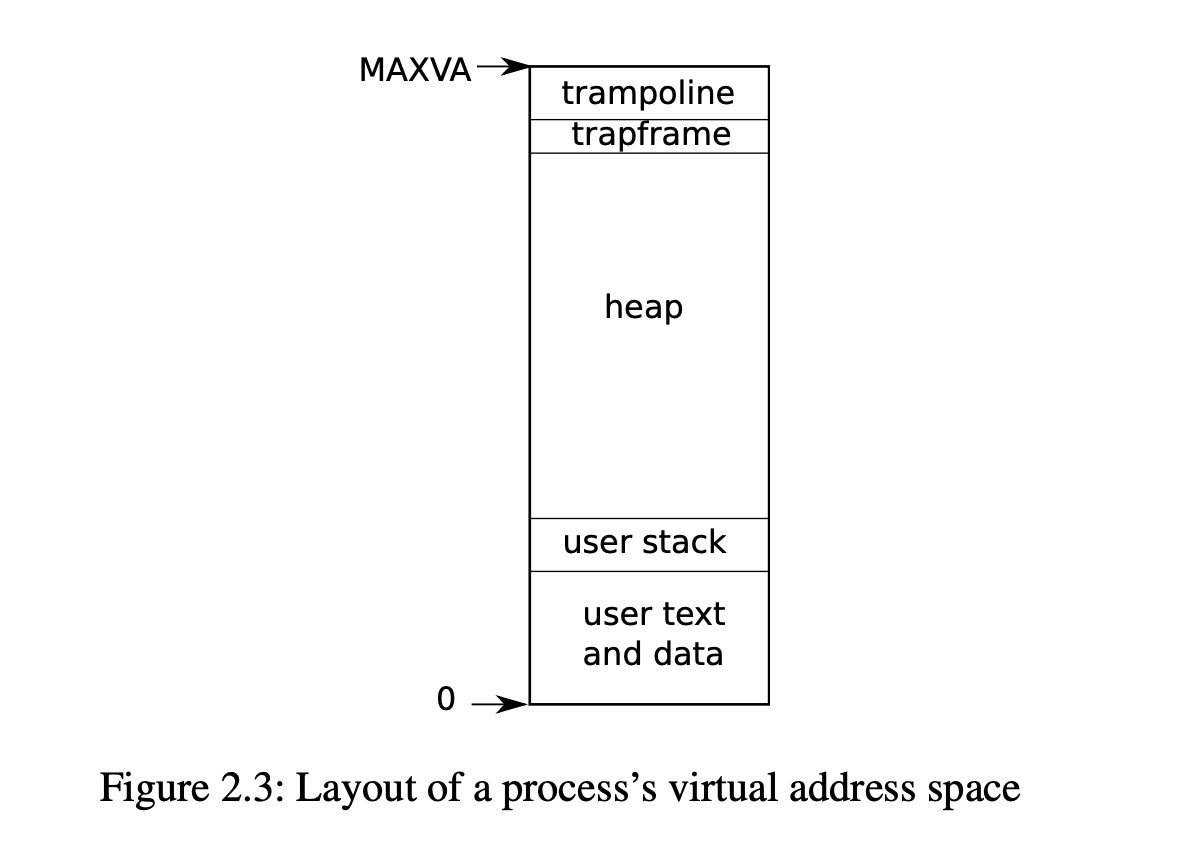 MAXVA
trampoline
trapframe
heap
user stack
user text
and data
0
Figure 2.3: Layout of a process’s virtual address space